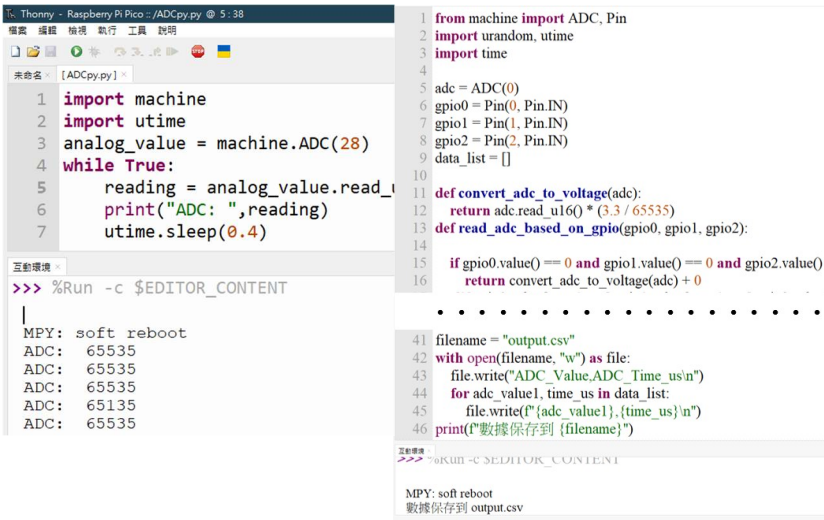 Thonny - Raspberry Pi Pico :: /ADCpy.py @ 5 : 38
檔案 編輯 檢視 執行 工具 說明
STOP
未命名 ×
[ ADCpy.py ] ×
1 import machine
2 import utime
3 analog_value = machine.ADC(28)
4 while True:
5 reading = analog_value.read_u
6 print("ADC: ",reading)
7 utime.sleep(0.4)
互動環境 ×
>>> %Run -c $EDITOR_CONTENT
MPY: soft reboot
ADC: 65535
ADC: 65535
ADC: 65535
ADC: 65135
ADC: 65535
1 from machine import ADC, Pin
2 import urandom, utime
3 import time
4
5 adc = ADC(0)
6 gpio0 = Pin(0, Pin.IN)
7 gpio1 = Pin(1, Pin.IN)
8 gpio2 = Pin(2, Pin.IN)
9 data_list = []
10
11 def convert_adc_to_voltage(adc):
12 return adc.read_u16() * (3.3 / 65535)
13 def read_adc_based_on_gpio(gpio0, gpio1, gpio2):
14
15 if gpio0.value() == 0 and gpio1.value() == 0 and gpio2.value()
16 return convert_adc_to_voltage(adc) + 0
41 filename = "output.csv"
42 with open(filename, "w") as file:
43 file.write("ADC_Value,ADC_Time_us\n")
44 for adc_value1, time_us in data_list:
45 file.write(f"{adc_value1},{time_us}\n")
46 print(f"數據保存到 {filename}")
互動環境
>>> %Run -c $EDITOR_CONTENT
MPY: soft reboot
數據保存到 output.csv